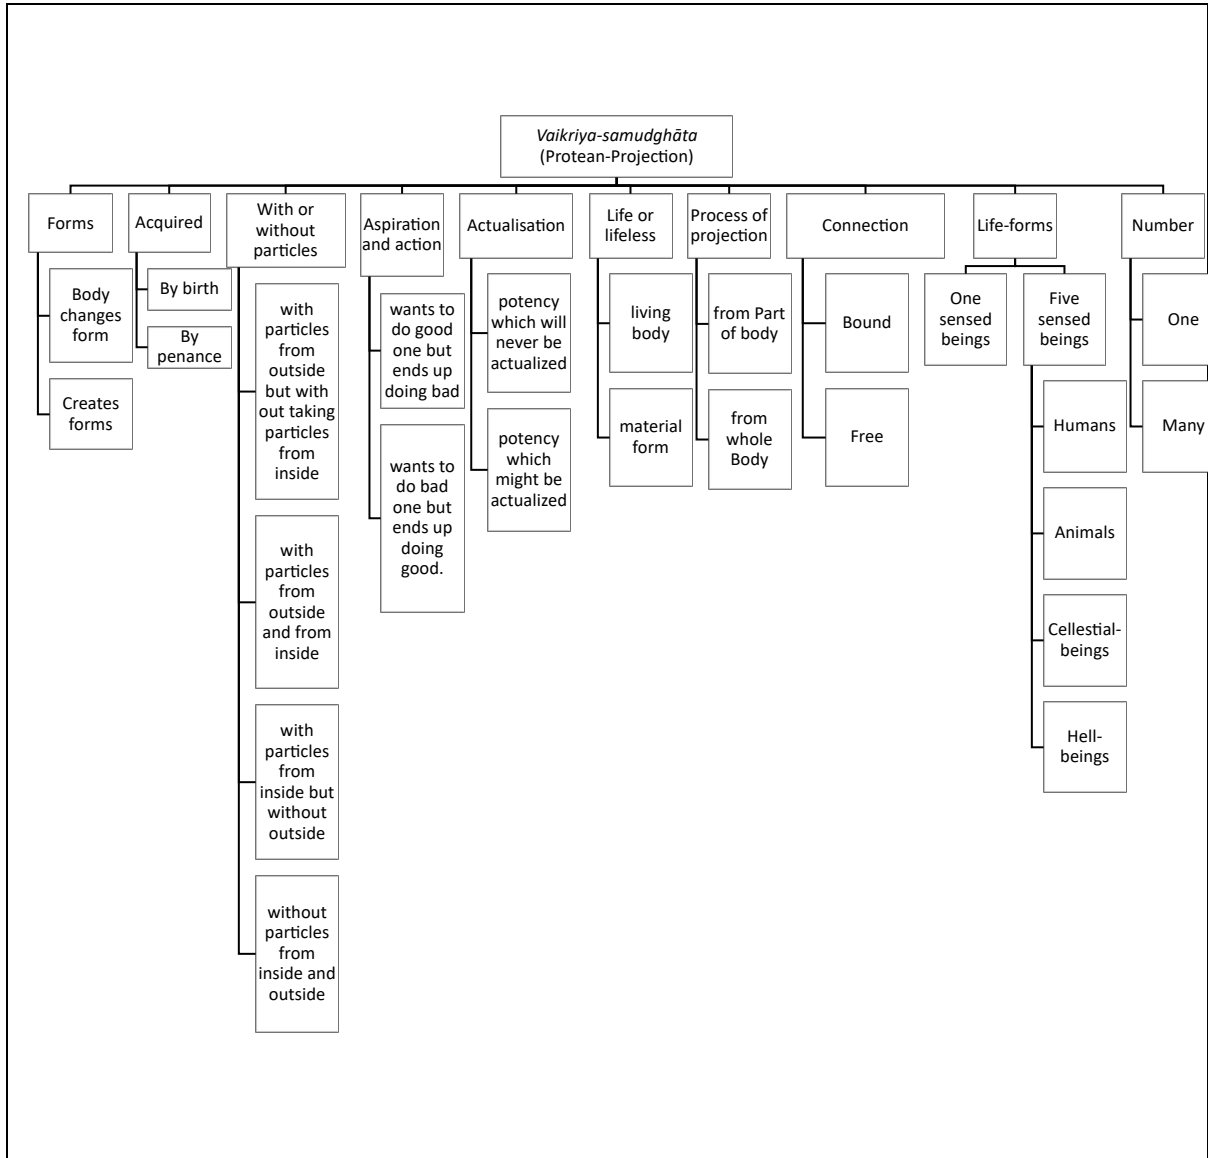 Vaikriya-samudghāta
(Protean-Projection)
Forms
Body
changes
form
Creates
forms
Acquired
By birth
By
penance
With or
without
particles
with
particles
from
outside
but with
out taking
particles
from
inside
with
particles
from
outside
and from
inside
with
particles
from
inside but
without
outside
without
particles
from
inside and
outside
Aspiration
and action
wants to
do good
one but
ends up
doing bad
wants to
do bad
one but
ends up
doing
good.
Actualisation
potency
which will
never be
actualized
potency
which
might be
actualized
Life or
lifeless
living
body
material
form
Process of
projection
from Part
of body
from
whole
Body
Connection
Bound
Free
Life-forms
One
sensed
beings
Five
sensed
beings
Humans
Animals
Cellestial-
beings
Hell-
beings
Number
One
Many